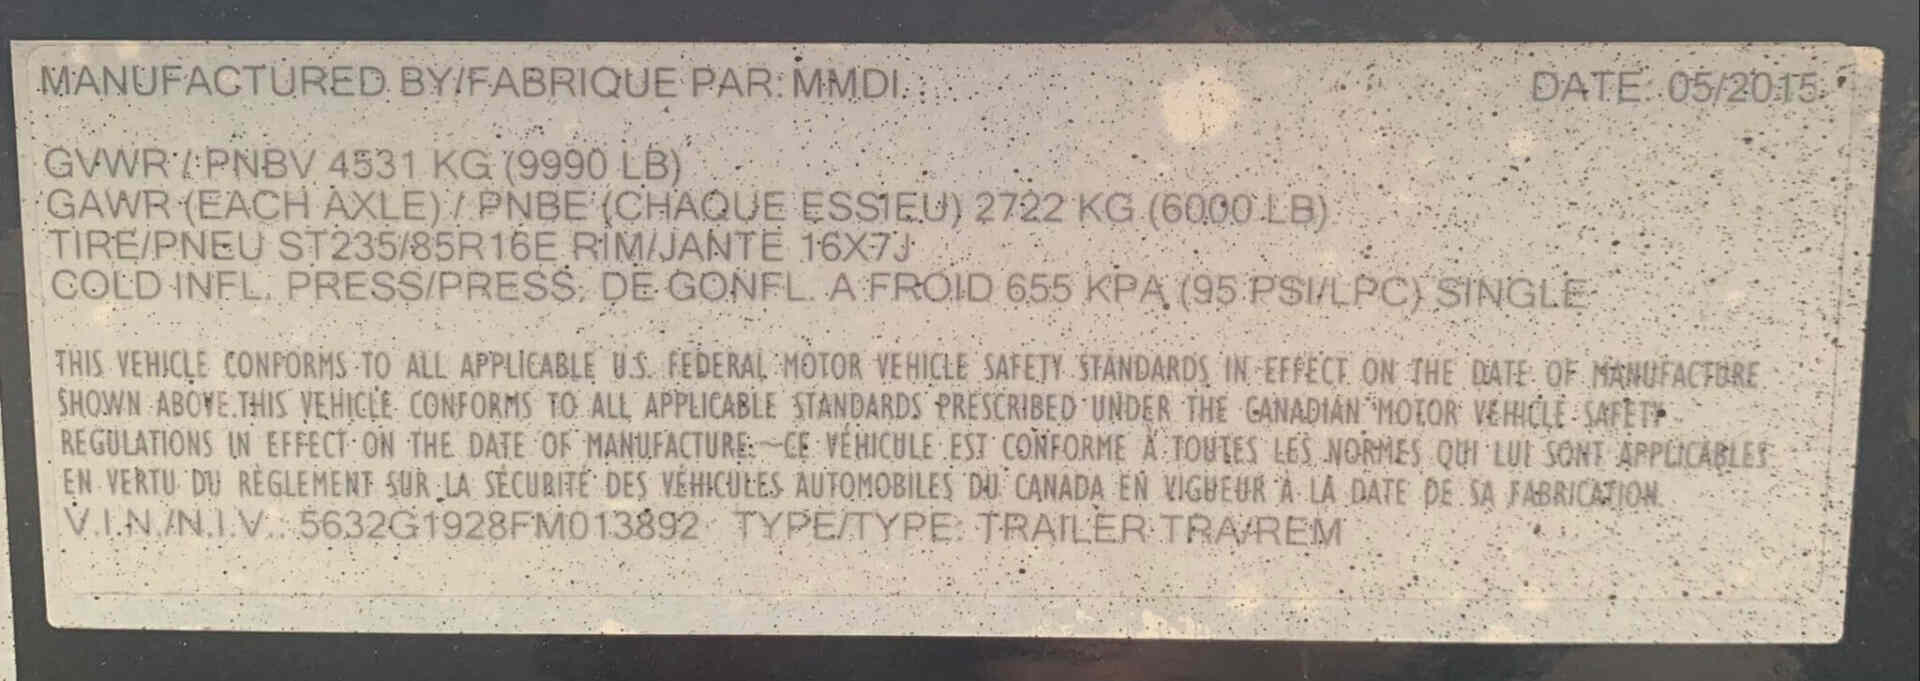 MANUFACTURED BY/FABRIQUE PAR: MMDI. DATE: 05/2015
GVWR / PNBV 4531 KG (9990 LB)
GAWR (EACH AXLE) / PNBE (CHAQUE ESSIEU) 2722 KG (6000 LB)
TIRE/PNEU ST235/85R16E RIM/JANTE 16X7J
COLD INFL. PRESS/PRESS. DE GONFL. A FROID 655 KPA (95 PSI/LPC) SINGLE
THIS VEHICLE CONFORMS TO ALL APPLICABLE U.S. FEDERAL MOTOR VEHICLE SAFETY STANDARDS IN EFFECT ON THE DATE OF MANUFACTURE
SHOWN ABOVE.THIS VEHICLE CONFORMS TO ALL APPLICABLE STANDARDS PRESCRIBED UNDER THE CANADIAN MOTOR VEHICLE SAFETY
REGULATIONS IN EFFECT ON THE DATE OF MANUFACTURE.—CE VÉHICULE EST CONFORME À TOUTES LES NORMES QUI LUI SONT APPLICABLES
EN VERTU DU RÈGLEMENT SUR LA SÉCURITÉ DES VÉHICULES AUTOMOBILES DU CANADA EN VIGUEUR À LA DATE DE SA FABRICATION.
V.I.N./N.I.V.: 5632G1928FM013892 TYPE/TYPE: TRAILER TRA/REM